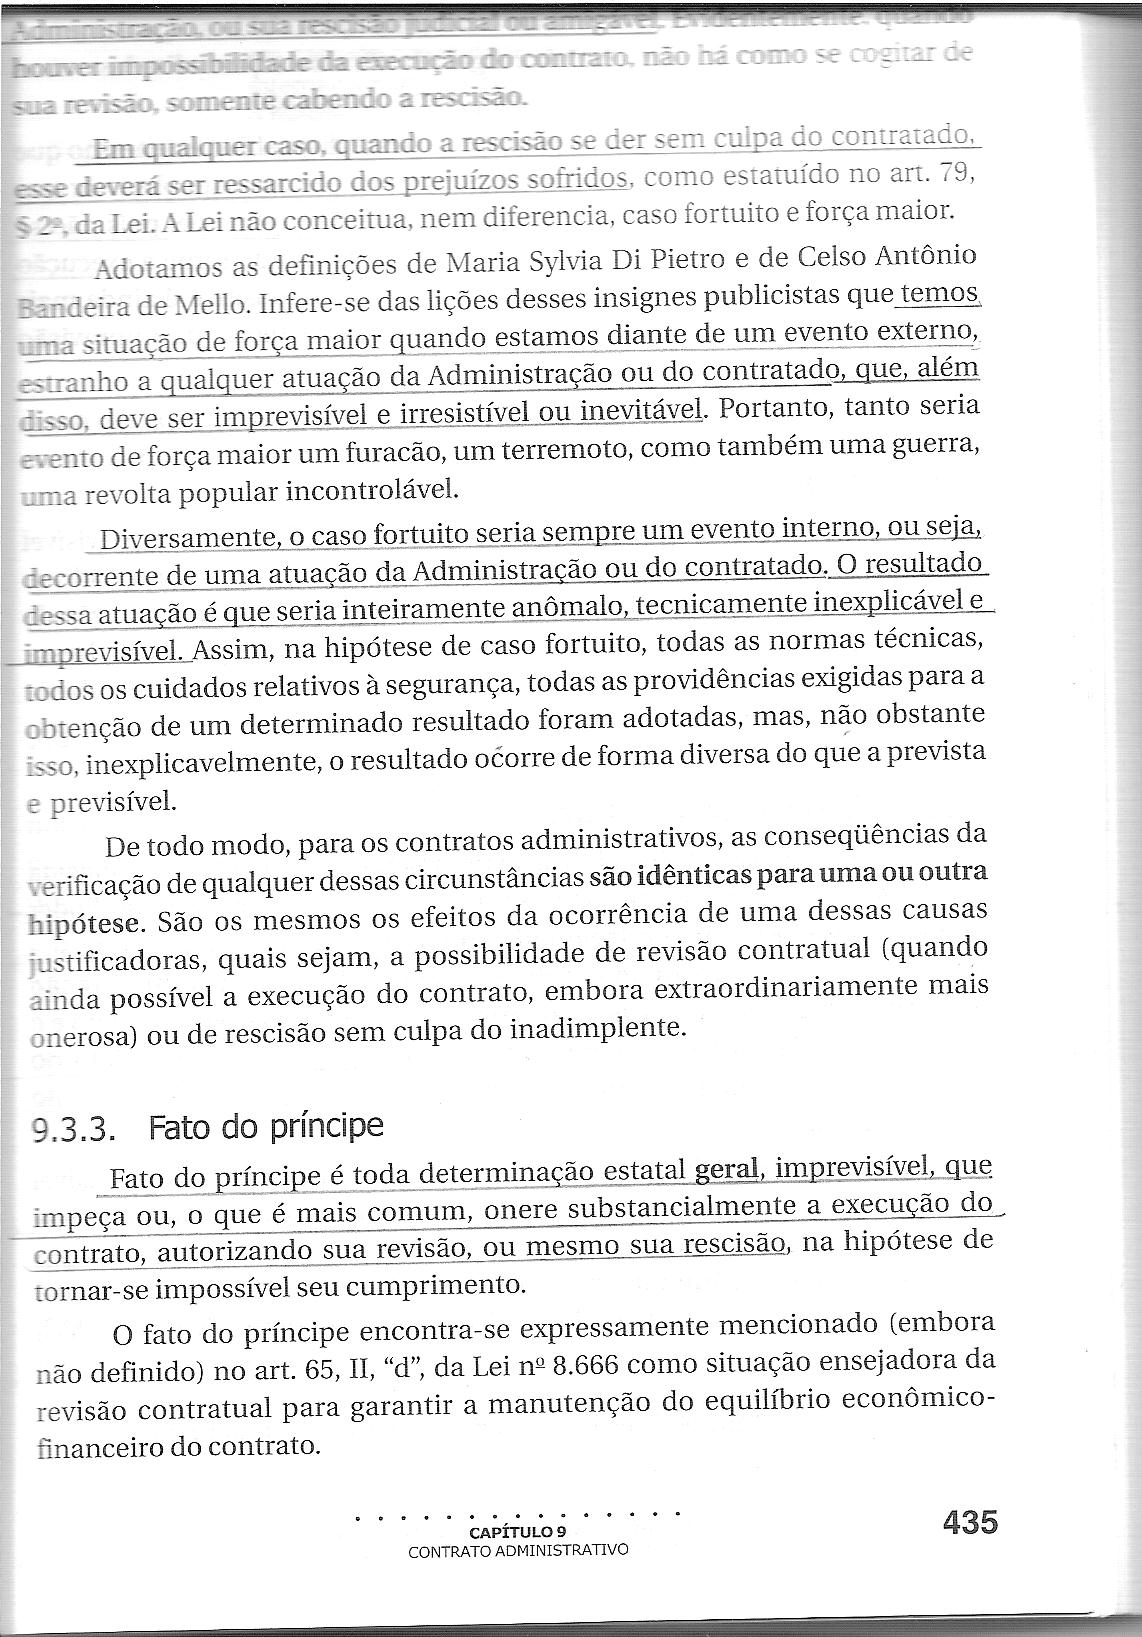 Administração, ou sua rescisão judicial ou amigável. Evidentemente, quando
houver impossibilidade da execução do contrato, não há como se cogitar de
sua revisão, somente cabendo a rescisão.
Em qualquer caso, quando a rescisão se der sem culpa do contratado,
esse deverá ser ressarcido dos prejuízos sofridos, como estatuído no art. 79,
§ 2º, da Lei. A Lei não conceitua, nem diferencia, caso fortuito e força maior.
Adotamos as definições de Maria Sylvia Di Pietro e de Celso Antônio
Bandeira de Mello. Infere-se das lições desses insignes publicistas que temos
uma situação de força maior quando estamos diante de um evento externo,
estranho a qualquer atuação da Administração ou do contratado, que, além
disso, deve ser imprevisível e irresistível ou inevitável. Portanto, tanto seria
evento de força maior um furacão, um terremoto, como também uma guerra,
uma revolta popular incontrolável.
Diversamente, o caso fortuito seria sempre um evento interno, ou seja,
decorrente de uma atuação da Administração ou do contratado. O resultado
dessa atuação é que seria inteiramente anômalo, tecnicamente inexplicável e
imprevisível. Assim, na hipótese de caso fortuito, todas as normas técnicas,
todos os cuidados relativos à segurança, todas as providências exigidas para a
obtenção de um determinado resultado foram adotadas, mas, não obstante
isso, inexplicavelmente, o resultado ocorre de forma diversa do que a prevista
e previsível.
De todo modo, para os contratos administrativos, as conseqüências da
verificação de qualquer dessas circunstâncias são idênticas para uma ou outra
hipótese. São os mesmos os efeitos da ocorrência de uma dessas causas
justificadoras, quais sejam, a possibilidade de revisão contratual (quando
ainda possível a execução do contrato, embora extraordinariamente mais
onerosa) ou de rescisão sem culpa do inadimplente.
9.3.3. Fato do príncipe
Fato do príncipe é toda determinação estatal geral, imprevisível, que
impeça ou, o que é mais comum, onere substancialmente a execução do
contrato, autorizando sua revisão, ou mesmo sua rescisão, na hipótese de
tornar-se impossível seu cumprimento.
O fato do príncipe encontra-se expressamente mencionado (embora
não definido) no art. 65, II, “d”, da Lei nº 8.666 como situação ensejadora da
revisão contratual para garantir a manutenção do equilíbrio econômico-
financeiro do contrato.
CAPÍTULO 9
CONTRATO ADMINISTRATIVO
435